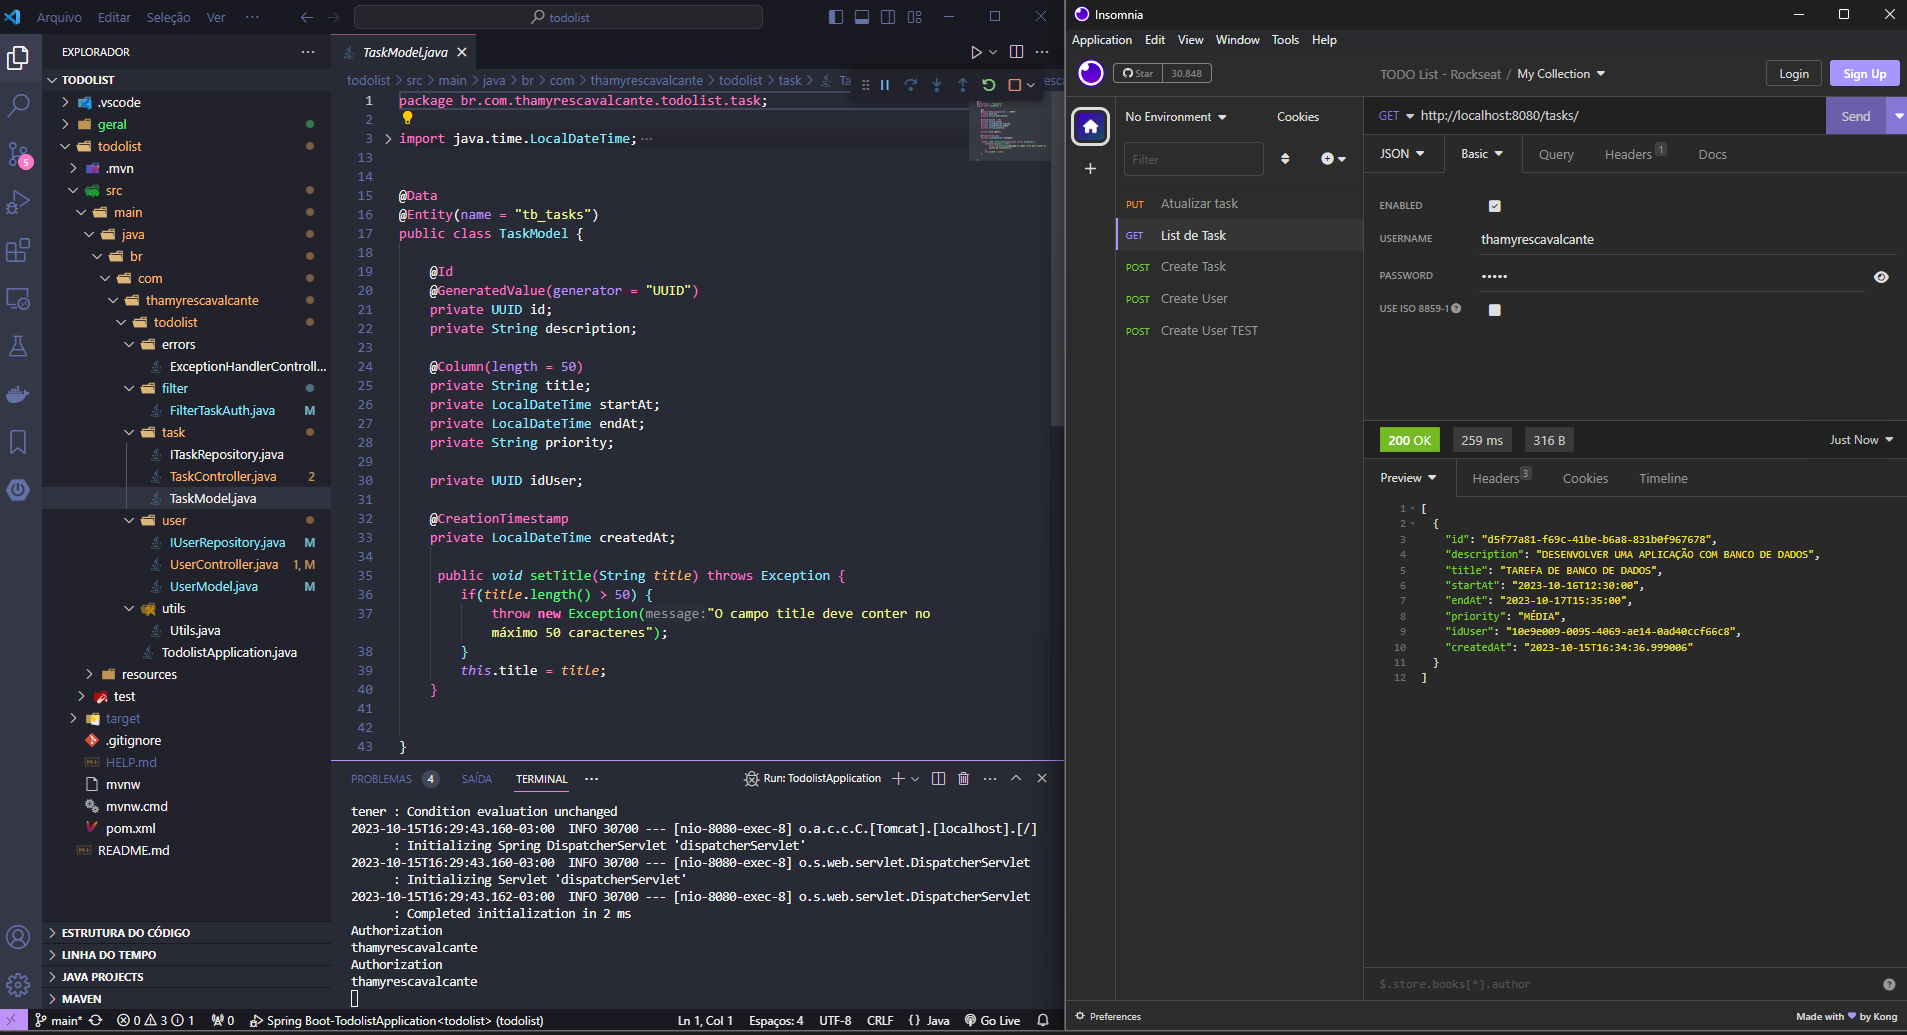 Arquivo Editar Seleção Ver ··· todolist
EXPLORADOR
TODOLIST
.vscode
geral
todolist
.mvn
src
main
java
br
com
thamyrescavalcante
todolist
errors
ExceptionHandlerControll...
filter
FilterTaskAuth.java M
task
ITaskRepository.java
TaskController.java 2
TaskModel.java
user
IUserRepository.java M
UserController.java 1, M
UserModel.java M
utils
Utils.java
TodolistApplication.java
resources
test
target
.gitignore
HELP.md
mvnw
mvnw.cmd
pom.xml
README.md
ESTRUTURA DO CÓDIGO
LINHA DO TEMPO
JAVA PROJECTS
MAVEN
5
TaskModel.java
todolist > src > main > java > br > com > thamyrescavalcante > todolist > task > Ta
1 package br.com.thamyrescavalcante.todolist.task;
2
3 import java.time.LocalDateTime;···
13
14
15 @Data
16 @Entity(name = "tb_tasks")
17 public class TaskModel {
18
19 @Id
20 @GeneratedValue(generator = "UUID")
21 private UUID id;
22 private String description;
23
24 @Column(length = 50)
25 private String title;
26 private LocalDateTime startAt;
27 private LocalDateTime endAt;
28 private String priority;
29
30 private UUID idUser;
31
32 @CreationTimestamp
33 private LocalDateTime createdAt;
34
35 public void setTitle(String title) throws Exception {
36 if(title.length() > 50) {
37 throw new Exception(message:"O campo title deve conter no
máximo 50 caracteres");
38 }
39 this.title = title;
40 }
41
42
43 }
PROBLEMAS 4 SAÍDA TERMINAL ··· Run: TodolistApplication
tener : Condition evaluation unchanged
2023-10-15T16:29:43.160-03:00 INFO 30700 --- [nio-8080-exec-8] o.a.c.c.C.[Tomcat].[localhost].[/]
: Initializing Spring DispatcherServlet 'dispatcherServlet'
2023-10-15T16:29:43.160-03:00 INFO 30700 --- [nio-8080-exec-8] o.s.web.servlet.DispatcherServlet
: Initializing Servlet 'dispatcherServlet'
2023-10-15T16:29:43.162-03:00 INFO 30700 --- [nio-8080-exec-8] o.s.web.servlet.DispatcherServlet
: Completed initialization in 2 ms
Authorization
thamyrescavalcante
Authorization
thamyrescavalcante
main* 0 3 1 0 Spring Boot-TodolistApplication<todolist> (todolist) Ln 1, Col 1 Espaços: 4 UTF-8 CRLF {} Java Go Live
Insomnia
Application Edit View Window Tools Help
Star 30.848 TODO List - Rockseat / My Collection Login Sign Up
No Environment Cookies
Filter
PUT Atualizar task
GET List de Task
POST Create Task
POST Create User
POST Create User TEST
GET http://localhost:8080/tasks/ Send
JSON Basic Query Headers 1 Docs
ENABLED
USERNAME thamyrescavalcante
PASSWORD •••••
USE ISO 8859-1
200 OK 259 ms 316 B Just Now
Preview Headers 3 Cookies Timeline
1 [
2 {
3 "id": "d5f77a81-f69c-41be-b6a8-831b0f967678",
4 "description": "DESENVOLVER UMA APLICAÇÃO COM BANCO DE DADOS",
5 "title": "TAREFA DE BANCO DE DADOS",
6 "startAt": "2023-10-16T12:30:00",
7 "endAt": "2023-10-17T15:35:00",
8 "priority": "MÉDIA",
9 "idUser": "10e9e009-0095-4069-ae14-0ad40ccf66c8",
10 "createdAt": "2023-10-15T16:34:36.999006"
11 }
12 ]
$.store.books[*].author
Preferences Made with by Kong